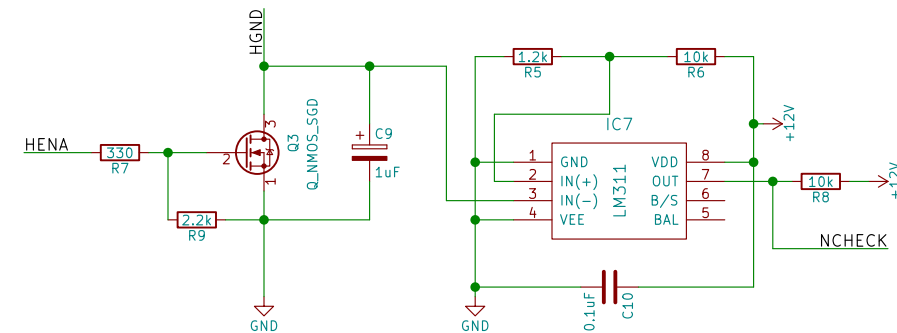 HGND
HENA
330
R7
2
3
1
Q3
Q_NMOS_SGD
2.2k
R9
+
C9
1uF
GND
1.2k
R5
10k
R6
+12V
IC7
LM311
1 GND
2 IN(+)
3 IN(-)
4 VEE
VDD 8
OUT 7
B/S 6
BAL 5
10k
R8
+12V
NCHECK
0.1uF
C10
GND